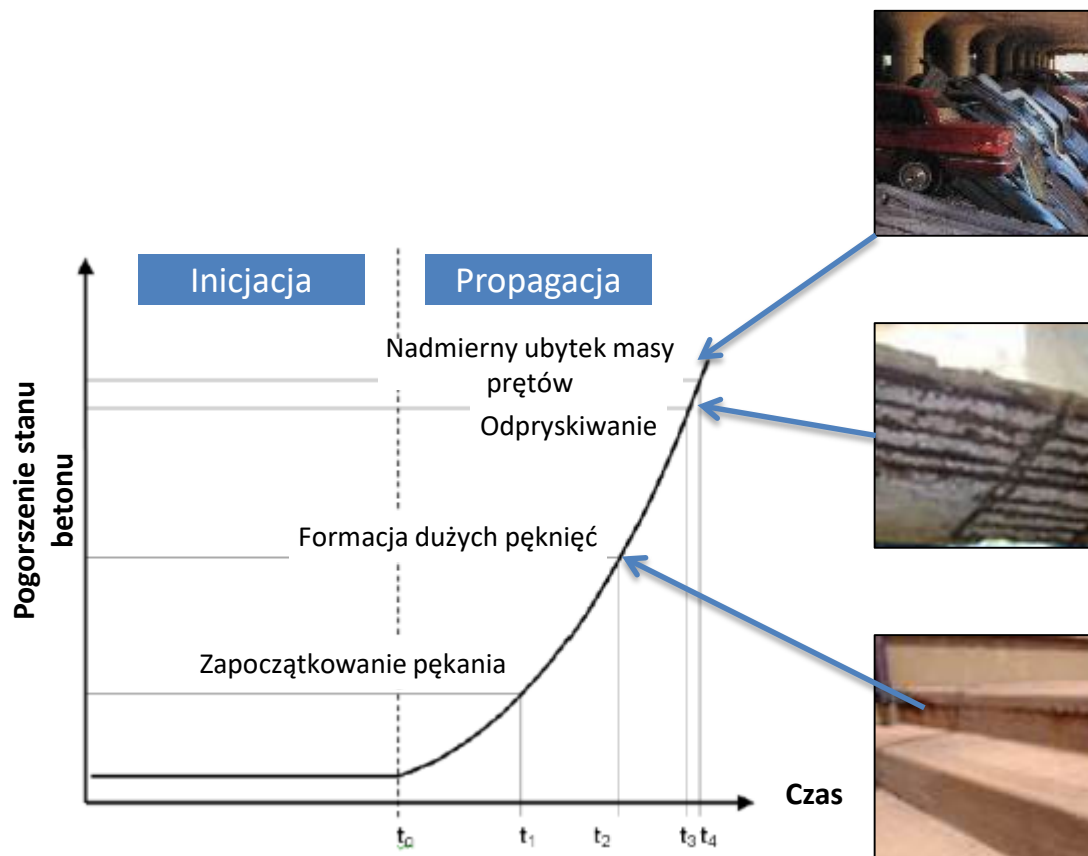 Inicjacja
Propagacja
Nadmierny ubytek masy
prętów
Odpryskiwanie
Formacja dużych pęknięć
Zapoczątkowanie pękania
Pogorszenie stanu
betonu
Czas
t₀
t₁
t₂
t₃
t₄